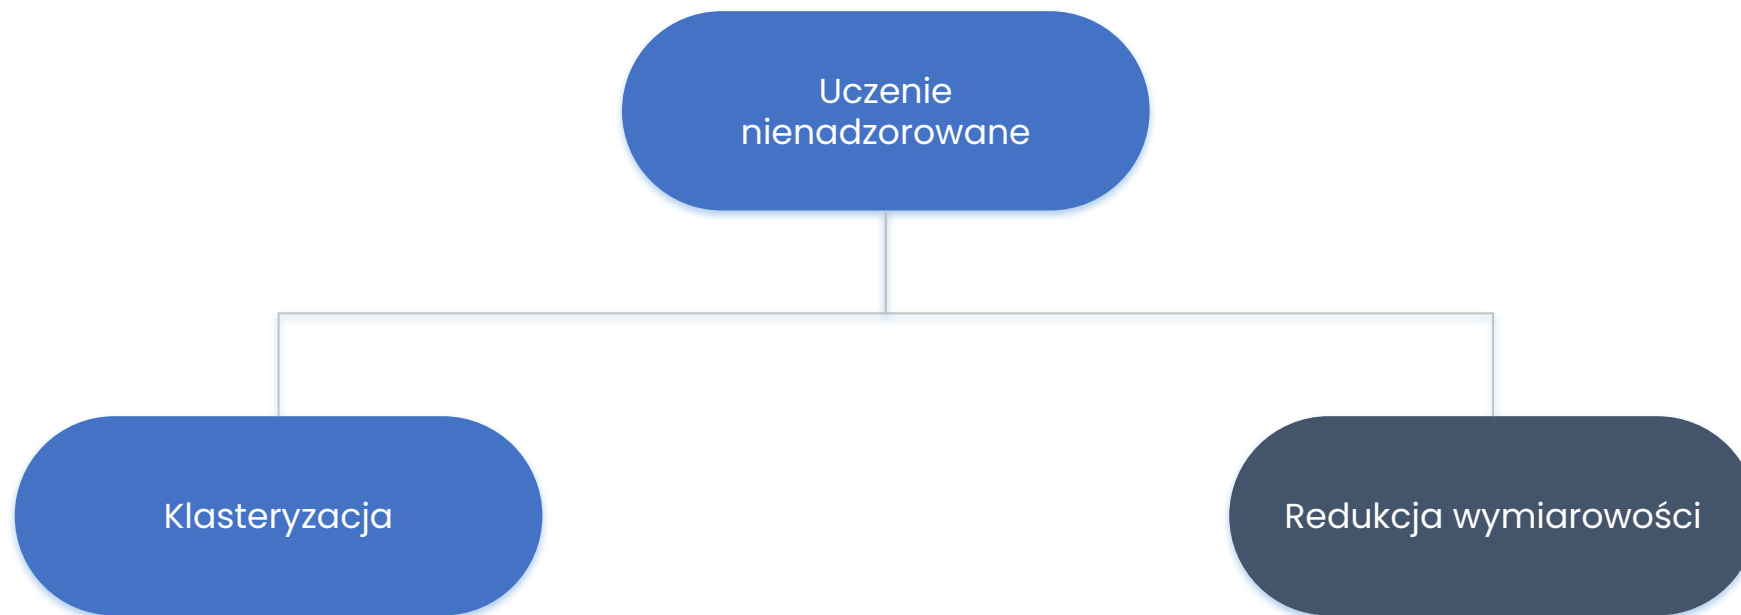 Uczenie
nienadzorowane
Klasteryzacja
Redukcja wymiarowości